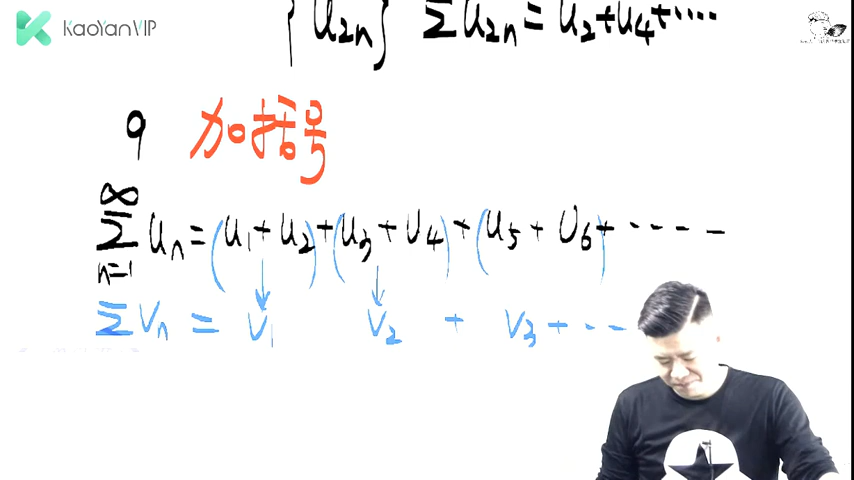 KaoYanVIP
{U₂ₙ} ΣU₂ₙ = U₂+U₄+····
9 加括号
∞
Σ Uₙ = (U₁+U₂)+(U₃+U₄)+(U₅+U₆)+····
n=1
ΣVₙ = V₁ V₂ + V₃+···